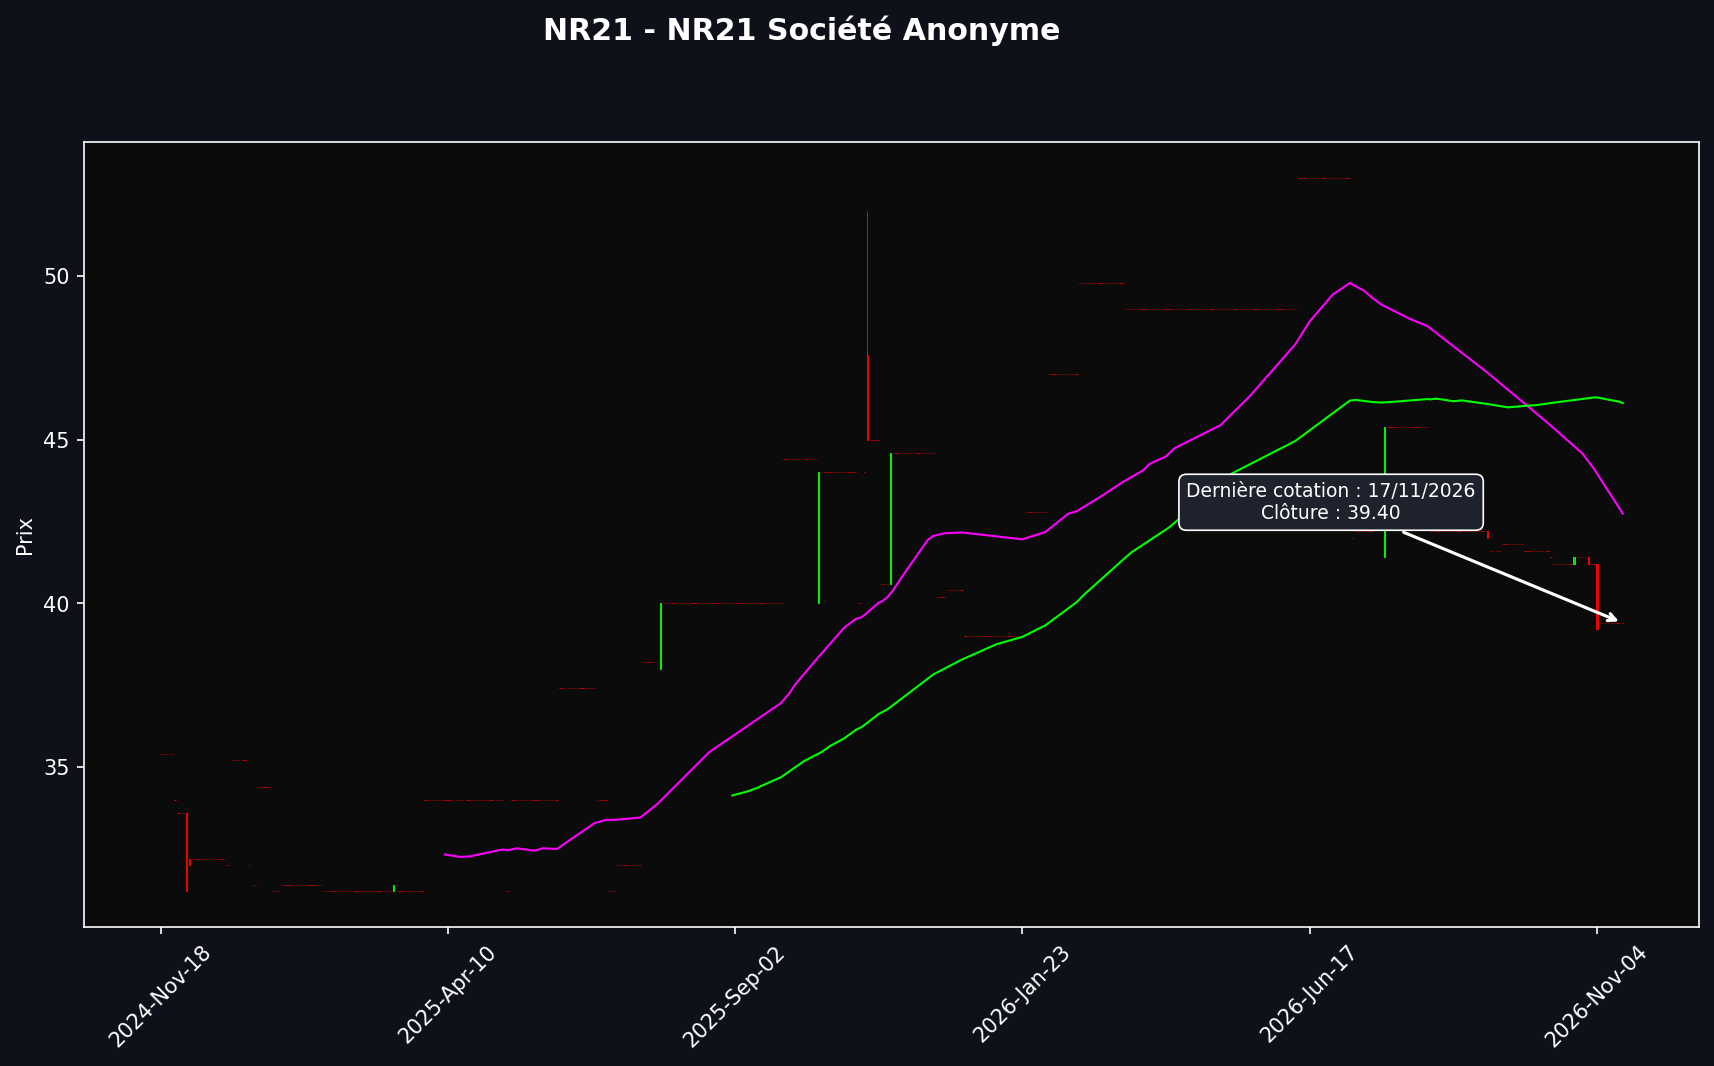 NR21 - NR21 Société Anonyme
Prix
50
45
40
35
Dernière cotation : 17/11/2026
Clôture : 39.40
2024-Nov-18
2025-Apr-10
2025-Sep-02
2026-Jan-23
2026-Jun-17
2026-Nov-04